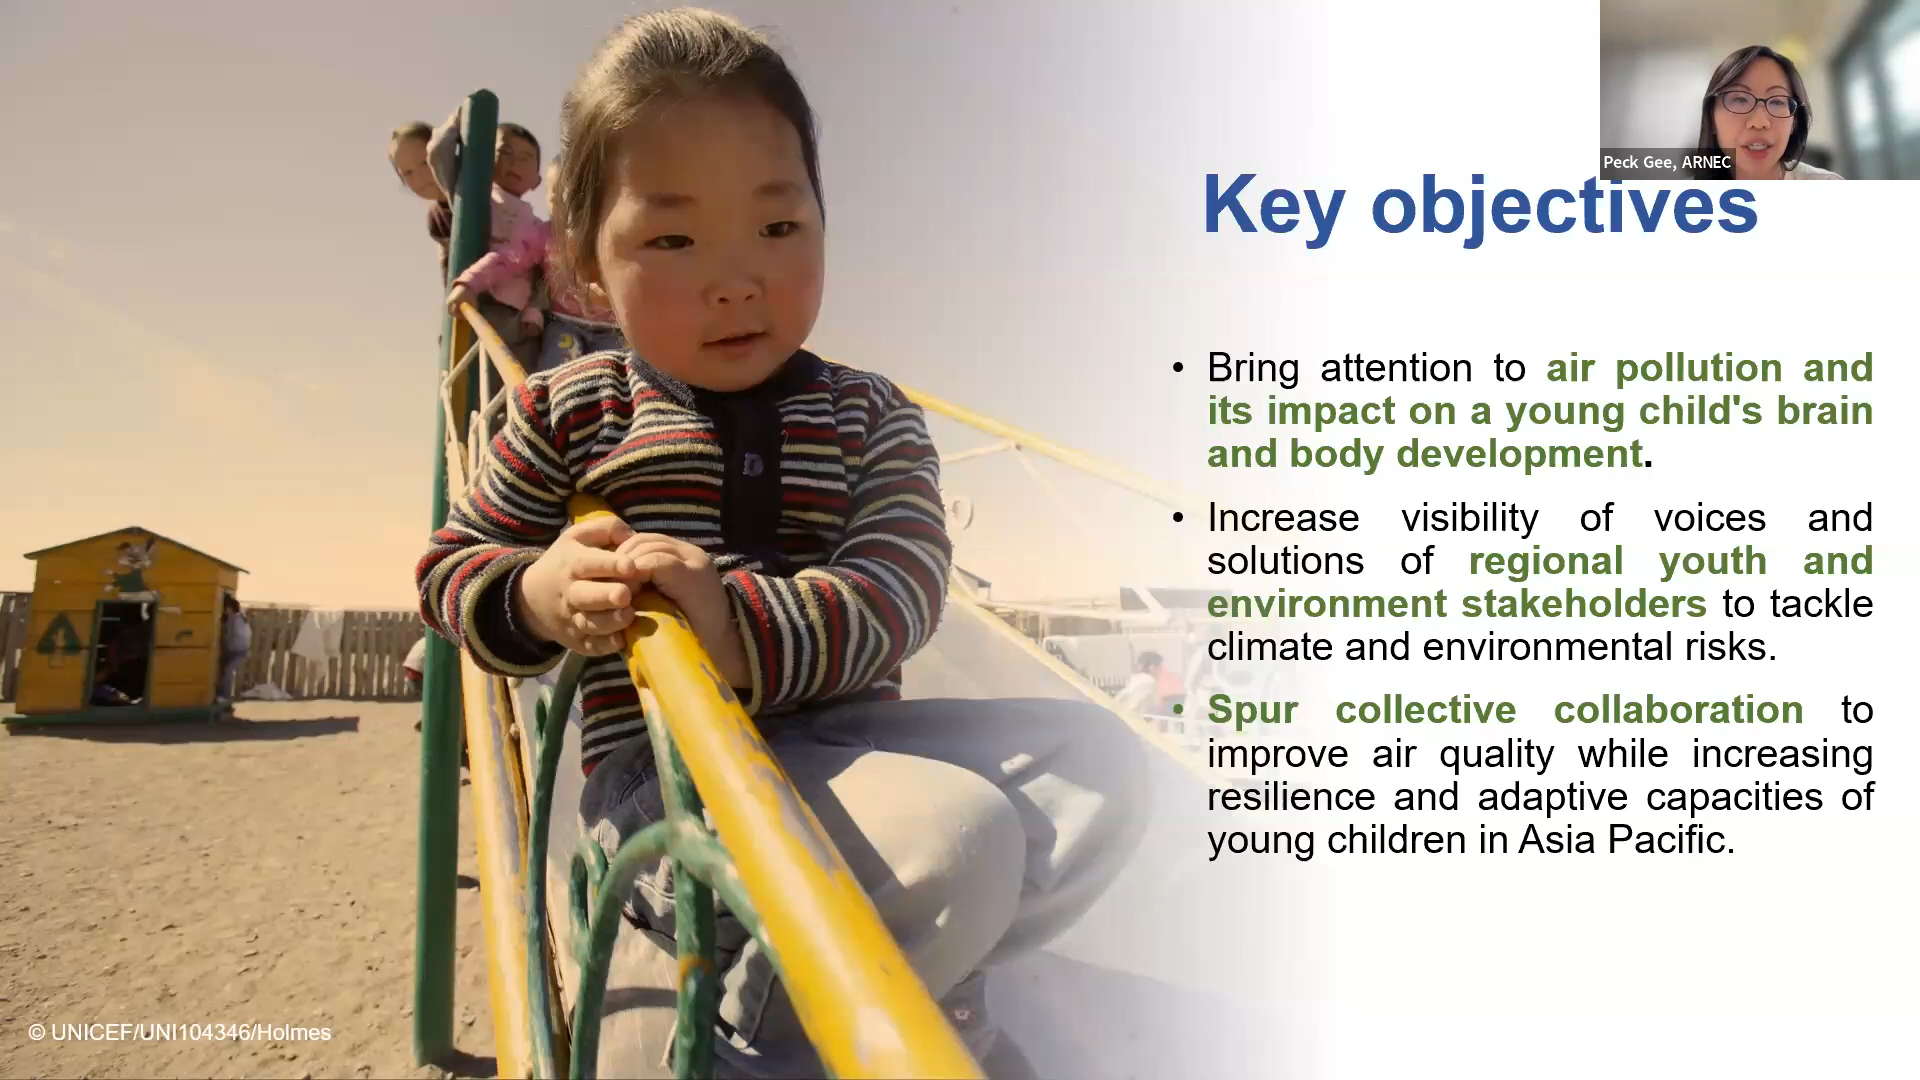 Peck Gee, ARNEC
Key objectives
• Bring attention to air pollution and
its impact on a young child's brain
and body development.
• Increase visibility of voices and
solutions of regional youth and
environment stakeholders to tackle
climate and environmental risks.
• Spur collective collaboration to
improve air quality while increasing
resilience and adaptive capacities of
young children in Asia Pacific.
© UNICEF/UNI104346/Holmes